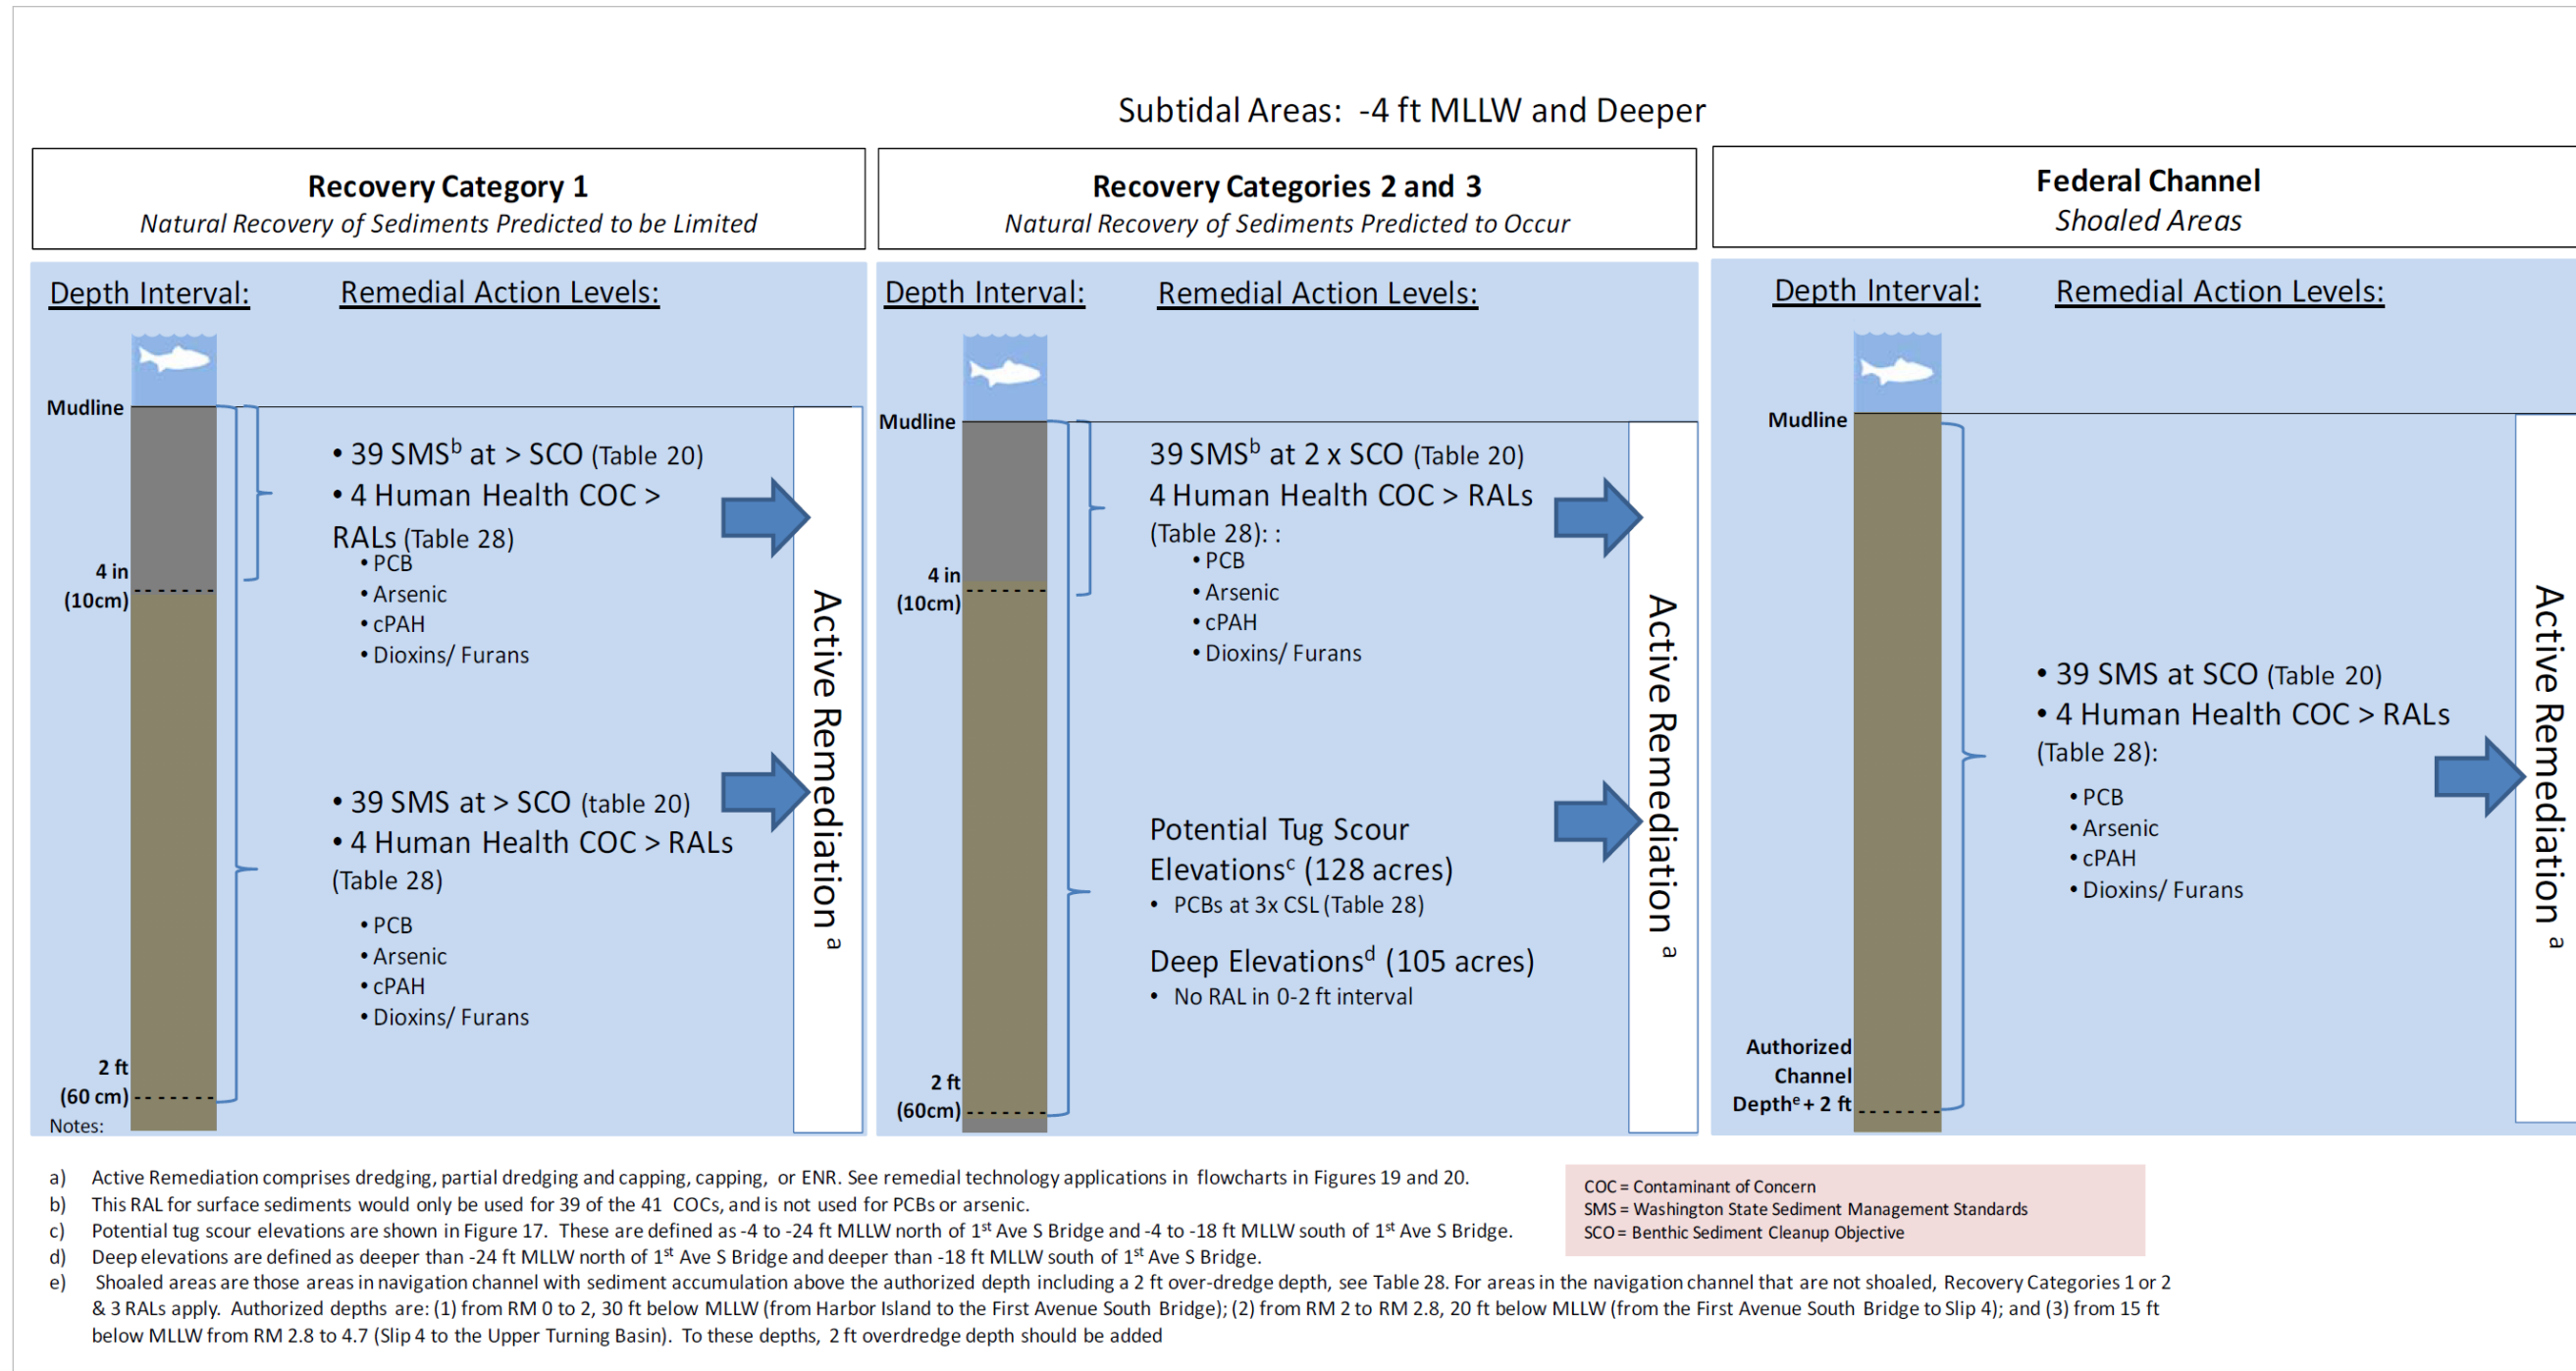 Subtidal Areas: -4 ft MLLW and Deeper
Recovery Category 1
Natural Recovery of Sediments Predicted to be Limited
Depth Interval:
Remedial Action Levels:
Mudline
• 39 SMSᵇ at > SCO (Table 20)
• 4 Human Health COC >
RALs (Table 28)
• PCB
• Arsenic
• cPAH
• Dioxins/ Furans
4 in
(10cm)
• 39 SMS at > SCO (table 20)
• 4 Human Health COC > RALs
(Table 28)
• PCB
• Arsenic
• cPAH
• Dioxins/ Furans
2 ft
(60 cm)
Active Remediation ᵃ
Recovery Categories 2 and 3
Natural Recovery of Sediments Predicted to Occur
Depth Interval:
Remedial Action Levels:
Mudline
39 SMSᵇ at 2 x SCO (Table 20)
4 Human Health COC > RALs
(Table 28): :
• PCB
• Arsenic
• cPAH
• Dioxins/ Furans
4 in
(10cm)
Potential Tug Scour
Elevationsᶜ (128 acres)
• PCBs at 3x CSL (Table 28)
Deep Elevationsᵈ (105 acres)
• No RAL in 0-2 ft interval
2 ft
(60cm)
Active Remediation ᵃ
Federal Channel
Shoaled Areas
Depth Interval:
Remedial Action Levels:
Mudline
• 39 SMS at SCO (Table 20)
• 4 Human Health COC > RALs
(Table 28):
• PCB
• Arsenic
• cPAH
• Dioxins/ Furans
Authorized
Channel
Depthᵉ + 2 ft
Active Remediation ᵃ
Notes:
a) Active Remediation comprises dredging, partial dredging and capping, capping, or ENR. See remedial technology applications in flowcharts in Figures 19 and 20.
b) This RAL for surface sediments would only be used for 39 of the 41 COCs, and is not used for PCBs or arsenic.
c) Potential tug scour elevations are shown in Figure 17. These are defined as -4 to -24 ft MLLW north of 1ˢᵗ Ave S Bridge and -4 to -18 ft MLLW south of 1ˢᵗ Ave S Bridge.
d) Deep elevations are defined as deeper than -24 ft MLLW north of 1ˢᵗ Ave S Bridge and deeper than -18 ft MLLW south of 1ˢᵗ Ave S Bridge.
e) Shoaled areas are those areas in navigation channel with sediment accumulation above the authorized depth including a 2 ft over-dredge depth, see Table 28. For areas in the navigation channel that are not shoaled, Recovery Categories 1 or 2
& 3 RALs apply. Authorized depths are: (1) from RM 0 to 2, 30 ft below MLLW (from Harbor Island to the First Avenue South Bridge); (2) from RM 2 to RM 2.8, 20 ft below MLLW (from the First Avenue South Bridge to Slip 4); and (3) from 15 ft
below MLLW from RM 2.8 to 4.7 (Slip 4 to the Upper Turning Basin). To these depths, 2 ft overdredge depth should be added
COC = Contaminant of Concern
SMS = Washington State Sediment Management Standards
SCO = Benthic Sediment Cleanup Objective